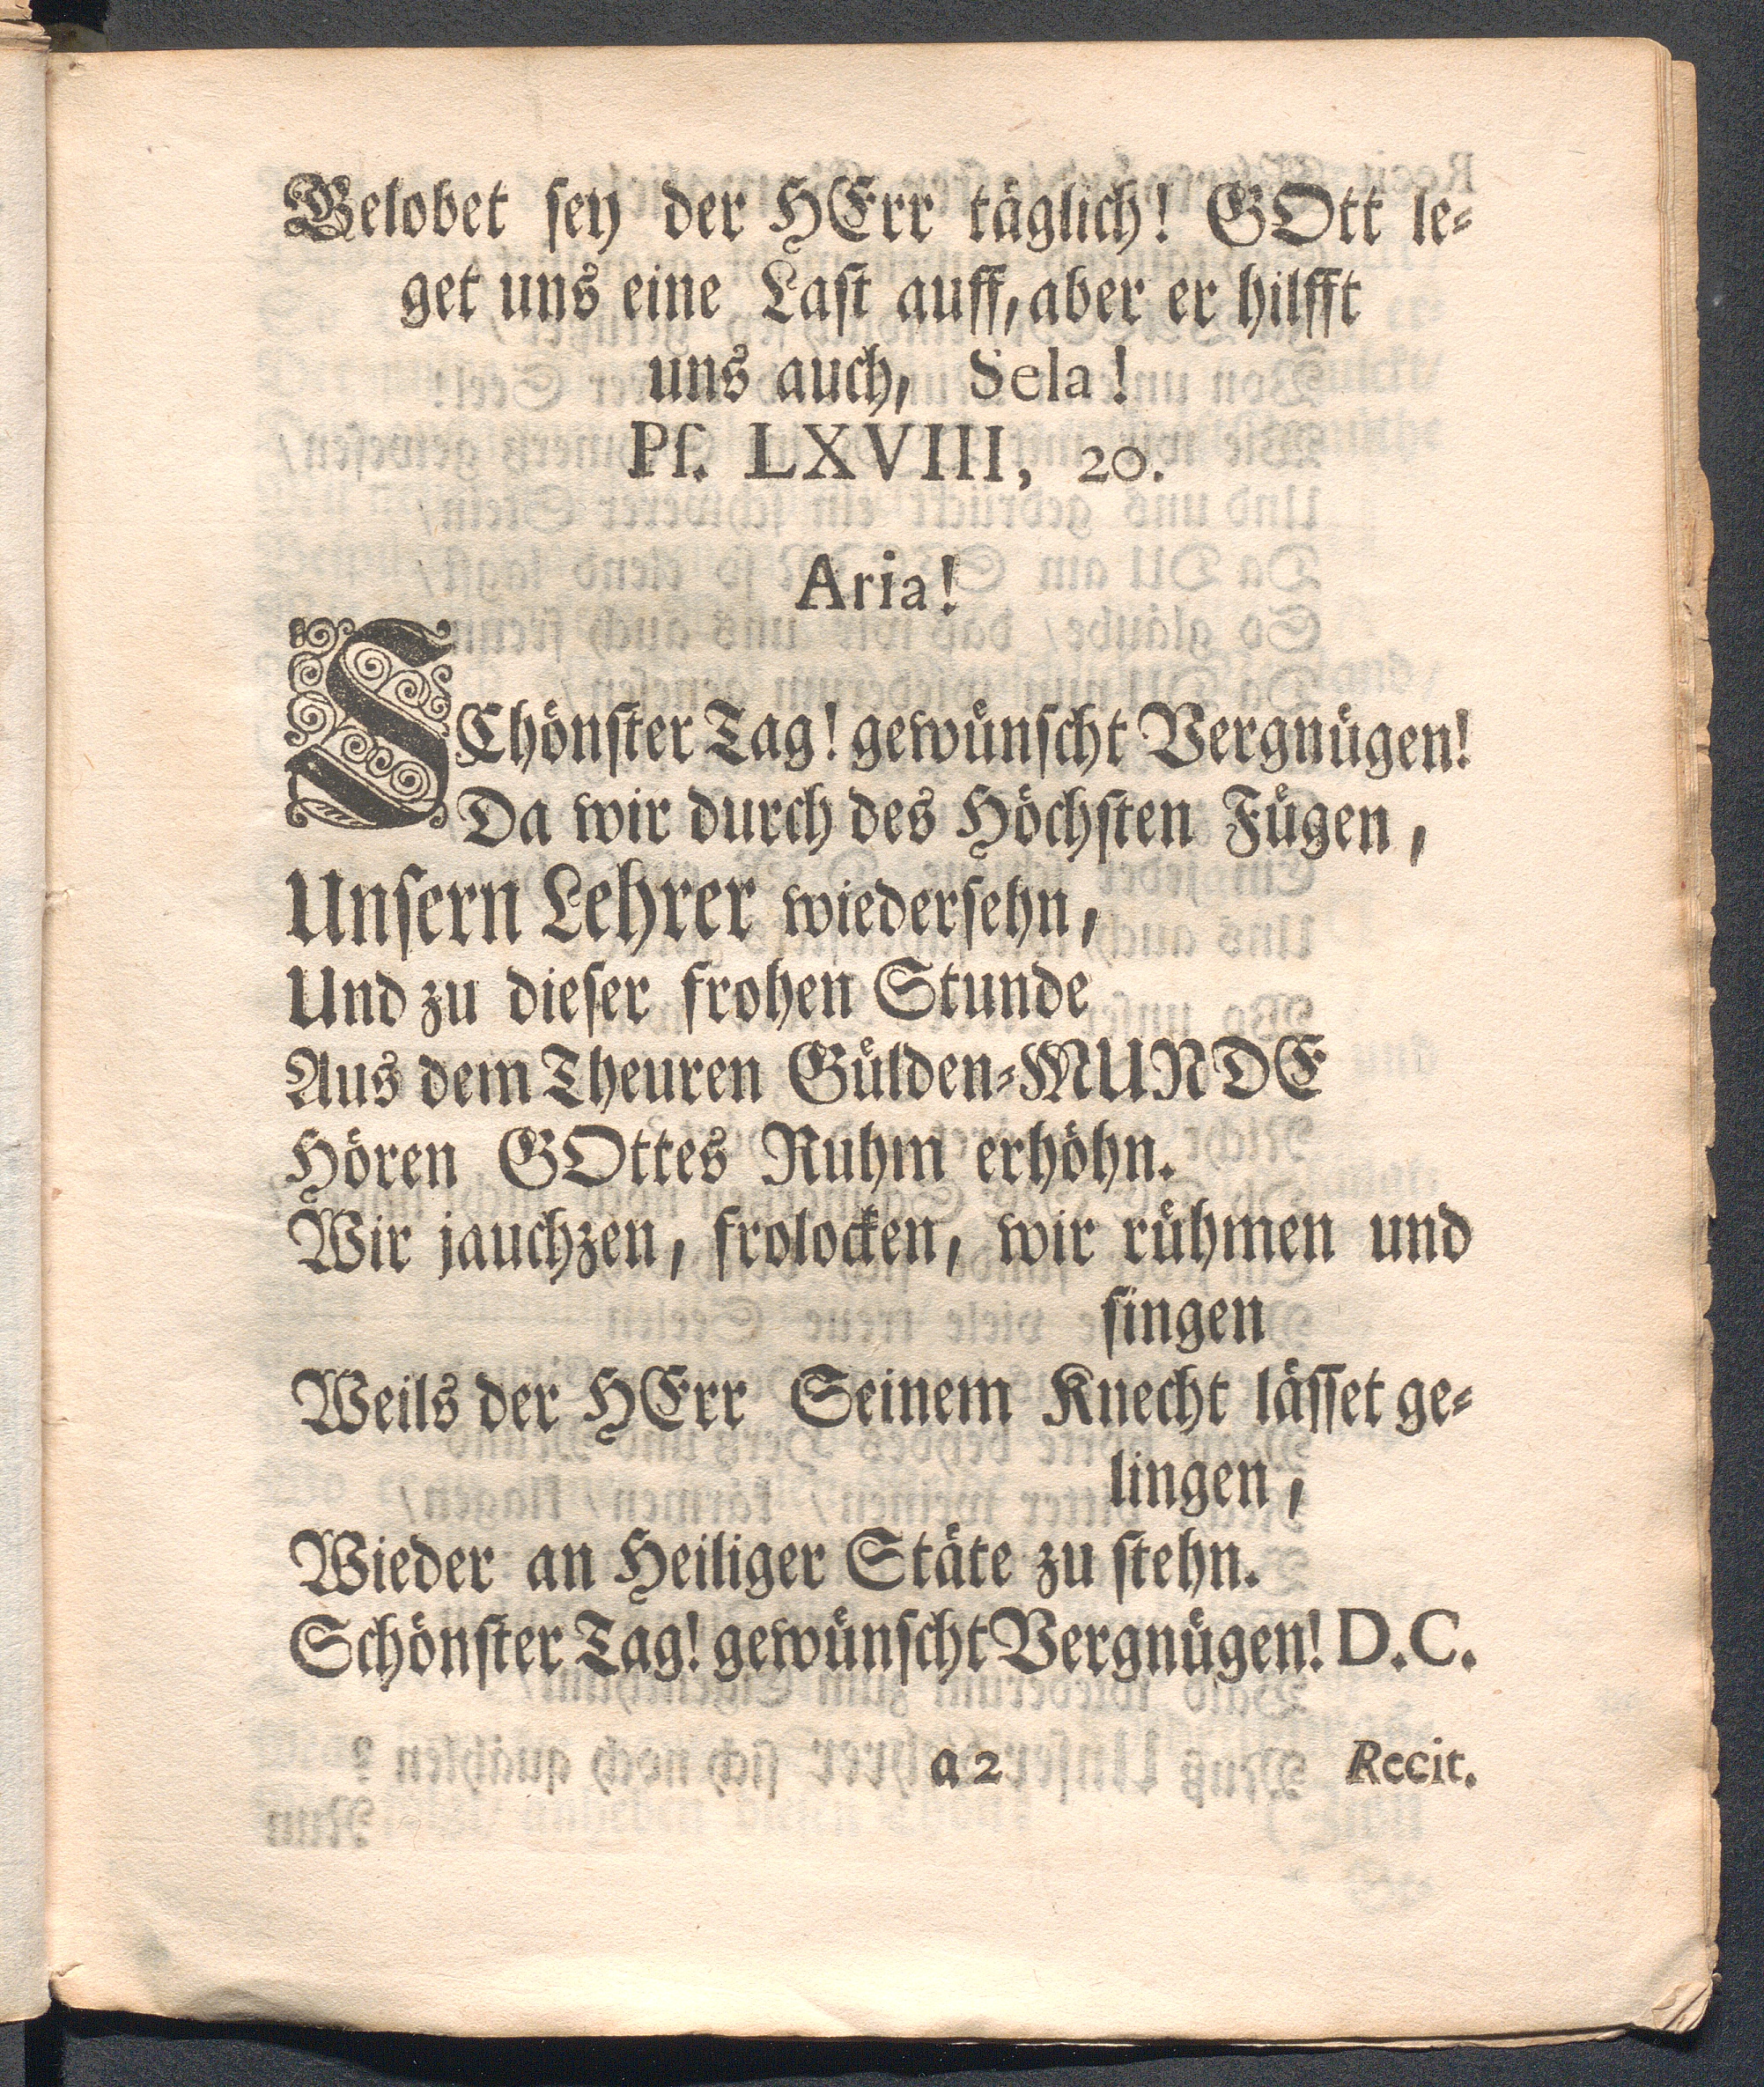 Gelobet sey der HErr täglich! GOtt le-
get uns eine Last auff, aber er hilfft
uns auch, Sela!
Ps. LXVIII, 20.
Aria!
SChönster Tag! gewünscht Vergnügen!
Da wir durch des Höchsten Fügen,
Unsern Lehrer wiedersehn,
Und zu dieser frohen Stunde
Aus dem Theuren Gülden-MUNDE
Hören GOttes Ruhm erhöhn.
Wir jauchzen, frolocken, wir rühmen und
singen
Weils der HErr Seinem Knecht lässet ge-
lingen,
Wieder an Heiliger Stäte zu stehn.
Schönster Tag! gewünscht Vergnügen! D.C.
a 2 Recit.